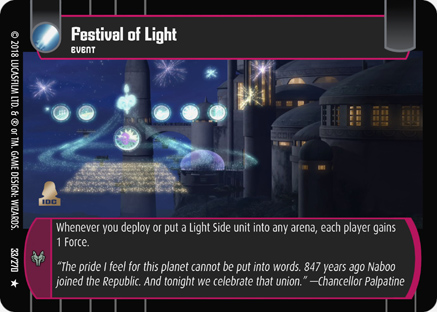 Festival of Light
EVENT
© 2018 LUCASFILM LTD. & ® or TM. GAME DESIGN: WIZARDS.
IDC
33/270
Whenever you deploy or put a Light Side unit into any arena, each player gains
1 Force.
“The pride I feel for this planet cannot be put into words. 847 years ago Naboo
joined the Republic. And tonight we celebrate that union.” —Chancellor Palpatine